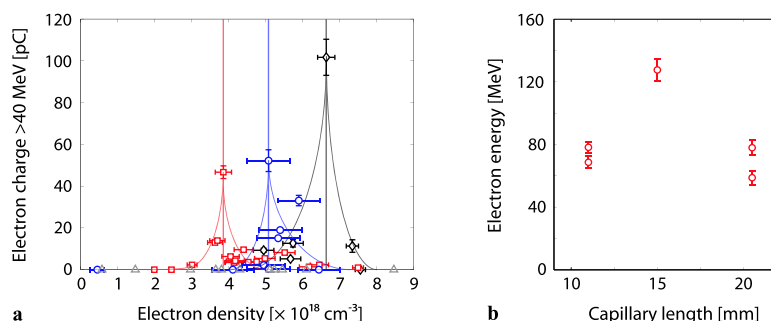 120
100
80
60
40
20
0
Electron charge >40 MeV [pC]
0 1 2 3 4 5 6 7 8 9
Electron density [× 10¹⁸ cm⁻³]
a
160
120
80
40
0
Electron energy [MeV]
10 15 20
Capillary length [mm]
b